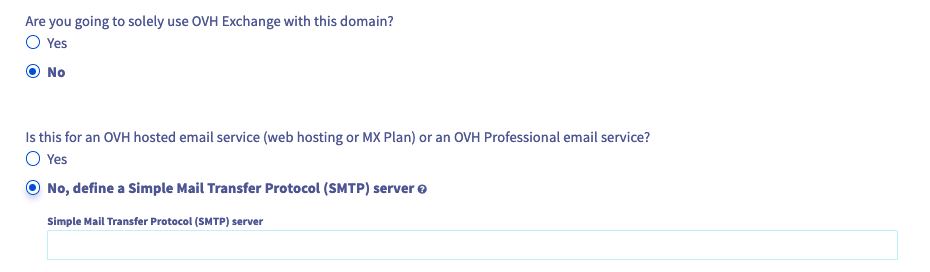 Are you going to solely use OVH Exchange with this domain?
Yes
No
Is this for an OVH hosted email service (web hosting or MX Plan) or an OVH Professional email service?
Yes
No, define a Simple Mail Transfer Protocol (SMTP) server ?
Simple Mail Transfer Protocol (SMTP) server